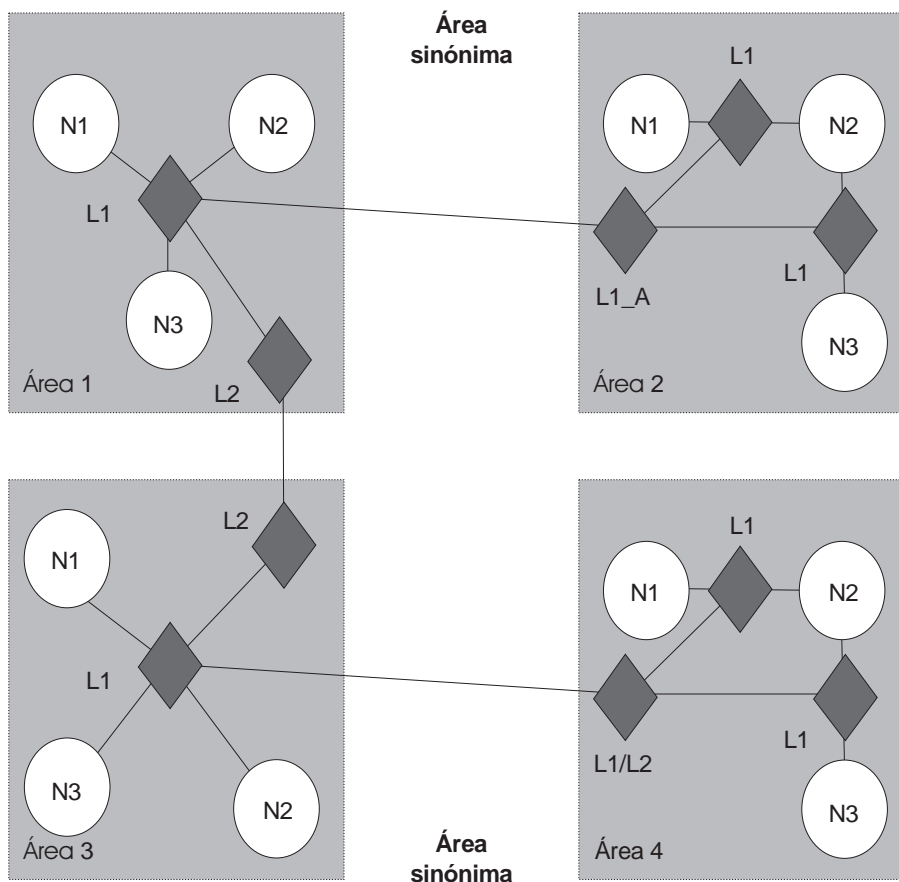 Área
sinónima
L1
N1
N2
N1
N2
L1
L1_A
L1
N3
N3
Área 1
L2
Área 2
L2
L1
N1
N1
N2
L1
L1/L2
L1
N3
N2
N3
Área 3
Área
sinónima
Área 4